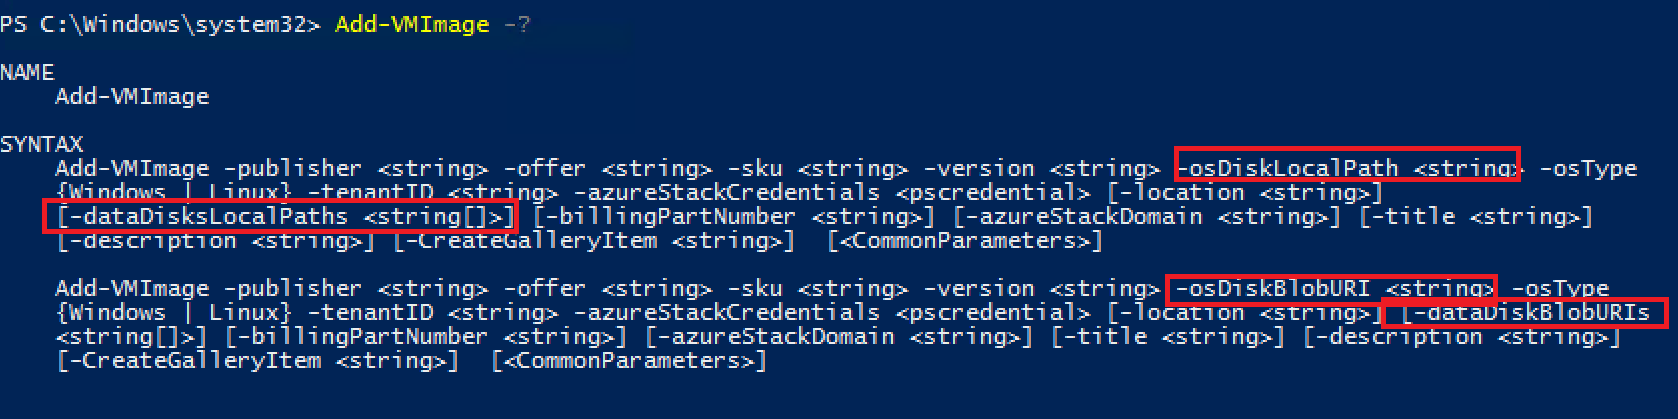 PS C:\Windows\system32> Add-VMImage -?
NAME
Add-VMImage
SYNTAX
Add-VMImage -publisher <string> -offer <string> -sku <string> -version <string> -osDiskLocalPath <string> -osType
{Windows | Linux} -tenantID <string> -azureStackCredentials <pscredential> [-location <string>]
[-dataDisksLocalPaths <string[]>] [-billingPartNumber <string>] [-azureStackDomain <string>] [-title <string>]
[-description <string>] [-CreateGalleryItem <string>] [<CommonParameters>]
Add-VMImage -publisher <string> -offer <string> -sku <string> -version <string> -osDiskBlobURI <string> -osType
{Windows | Linux} -tenantID <string> -azureStackCredentials <pscredential> [-location <string>] [-dataDiskBlobURIs
<string[]>] [-billingPartNumber <string>] [-azureStackDomain <string>] [-title <string>] [-description <string>]
[-CreateGalleryItem <string>] [<CommonParameters>]